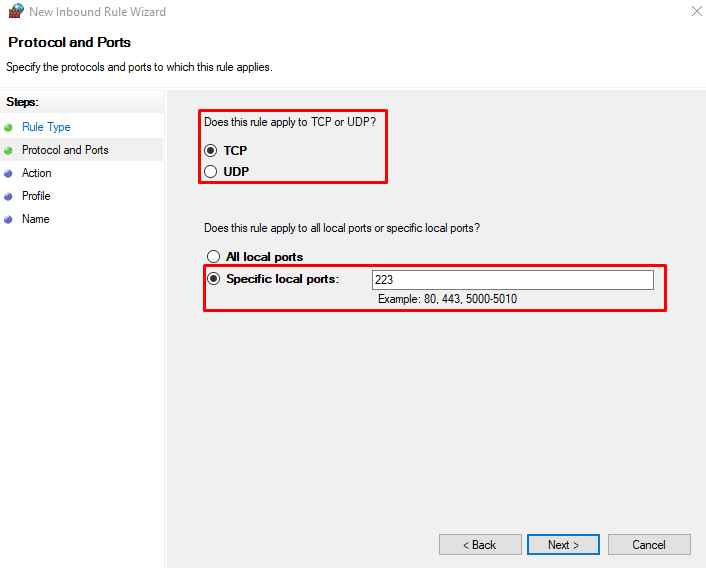 New Inbound Rule Wizard
Protocol and Ports
Specify the protocols and ports to which this rule applies.
Steps:
Rule Type
Protocol and Ports
Action
Profile
Name
Does this rule apply to TCP or UDP?
TCP
UDP
Does this rule apply to all local ports or specific local ports?
All local ports
Specific local ports: 223
Example: 80, 443, 5000-5010
< Back Next > Cancel